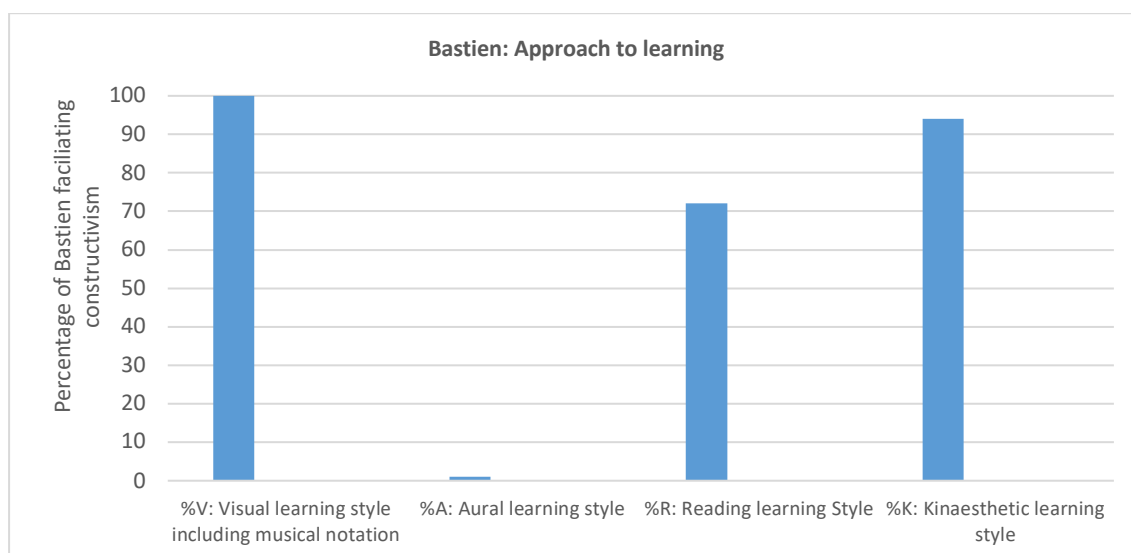 Bastien: Approach to learning
Percentage of Bastien faciliating
constructivism
100
90
80
70
60
50
40
30
20
10
0
%V: Visual learning style
including musical notation
%A: Aural learning style
%R: Reading learning Style
%K: Kinaesthetic learning
style